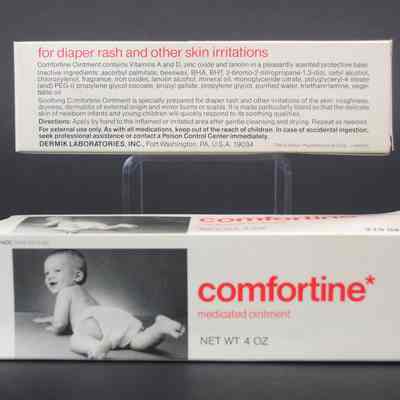 for diaper rash and other skin irritations
Comfortine Ointment contains Vitamins A and D, zinc oxide and lanolin in a pleasantly scented protective base.
Inactive ingredients: ascorbyl palmitate, beeswax, BHA, BHT, 2-bromo-2-nitropropane-1,3-diol, cetyl alcohol,
chloroxylenol, fragrance, iron oxides, lanolin alcohol, mineral oil, monoglyceride citrate, polyglyceryl-4 oleate
(and) PEG-8 propylene glycol cocoate, propyl gallate, propylene glycol, purified water, triethanolamine, vege-
table oil
Soothing Comfortine Ointment is specially prepared for diaper rash and other irritations of the skin: roughness,
dryness, dermatitis of external origin and minor burns or scalds. It is made particularly bland so that the delicate
skin of newborn infants and young children will quickly respond to its soothing qualities.
Directions: Apply by hand to the inflamed or irritated area after gentle cleansing and drying. Repeat as needed.
For external use only. As with all medications, keep out of the reach of children. In case of accidental ingestion,
seek professional assistance or contact a Poison Control Center immediately.
DERMIK LABORATORIES, INC., Fort Washington, PA, U.S.A. 19034
comfortine*
medicated ointment
NET WT 4 OZ